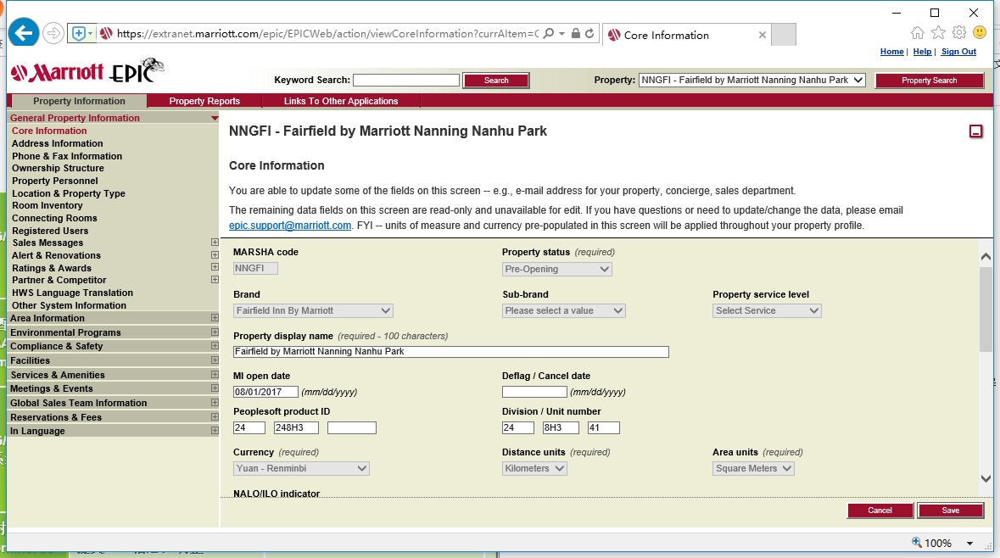 https://extranet.marriott.com/epic/EPICWeb/action/viewCoreInformation?currAItem=C
Core Information
Home | Help | Sign Out
Marriott EPIC
Keyword Search: Search Property: NNGFI - Fairfield by Marriott Nanning Nanhu Park Property Search
Property Information Property Reports Links To Other Applications
General Property Information
Core Information
Address Information
Phone & Fax Information
Ownership Structure
Property Personnel
Location & Property Type
Room Inventory
Connecting Rooms
Registered Users
Sales Messages
Alert & Renovations
Ratings & Awards
Partner & Competitor
HWS Language Translation
Other System Information
Area Information
Environmental Programs
Compliance & Safety
Facilities
Services & Amenities
Meetings & Events
Global Sales Team Information
Reservations & Fees
In Language
NNGFI - Fairfield by Marriott Nanning Nanhu Park
Core Information
You are able to update some of the fields on this screen -- e.g., e-mail address for your property, concierge, sales department.
The remaining data fields on this screen are read-only and unavailable for edit. If you have questions or need to update/change the data, please email
epic.support@marriott.com. FYI -- units of measure and currency pre-populated in this screen will be applied throughout your property profile.
MARSHA code Property status (required)
NNGFI Pre-Opening
Brand Sub-brand Property service level
Fairfield Inn By Marriott Please select a value Select Service
Property display name (required - 100 characters)
Fairfield by Marriott Nanning Nanhu Park
MI open date Deflag / Cancel date
08/01/2017 (mm/dd/yyyy) (mm/dd/yyyy)
Peoplesoft product ID Division / Unit number
24 248H3 24 8H3 41
Currency (required) Distance units (required) Area units (required)
Yuan - Renminbi Kilometers Square Meters
NALO/ILO indicator
Cancel Save
100%